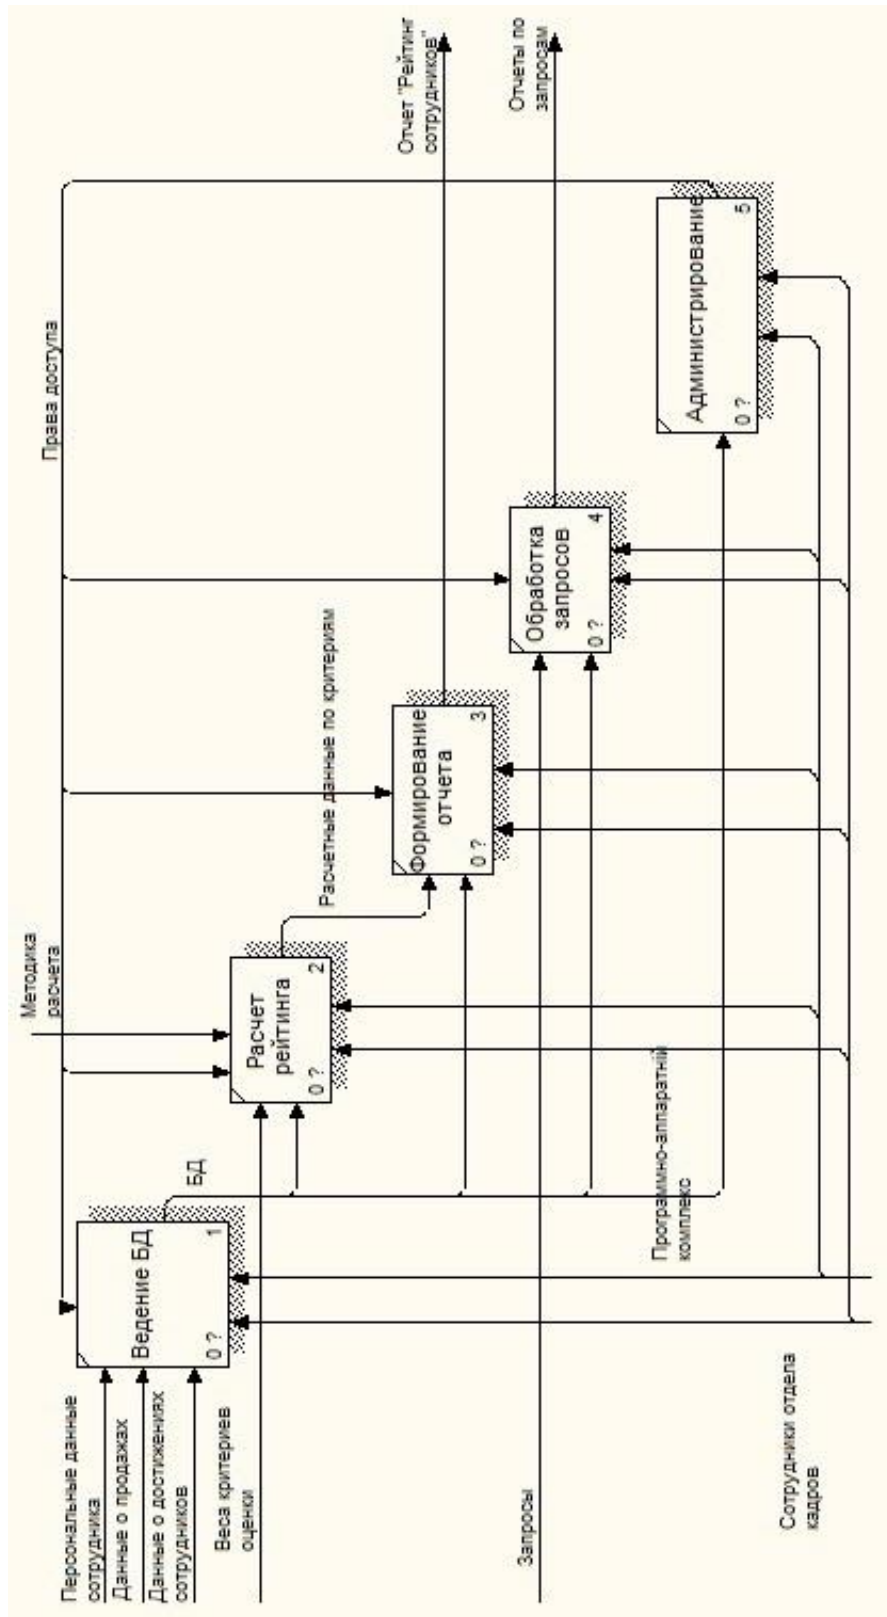 Права доступа
Методика
расчета
Персональные данные
сотрудника
Данные о продажах
Данные о достижениях
сотрудников
Веса критериев
оценки
Запросы
Ведение БД
0 ?
1
БД
Расчет
рейтинга
0 ?
2
Расчетные данные по критериям
Формирование
отчета
0 ?
3
Отчет "Рейтинг
сотрудников"
Обработка
запросов
0 ?
4
Отчеты по
запросам
Администрирование
0 ?
5
Программно-аппаратній
комплекс
Сотрудники отдела
кадров